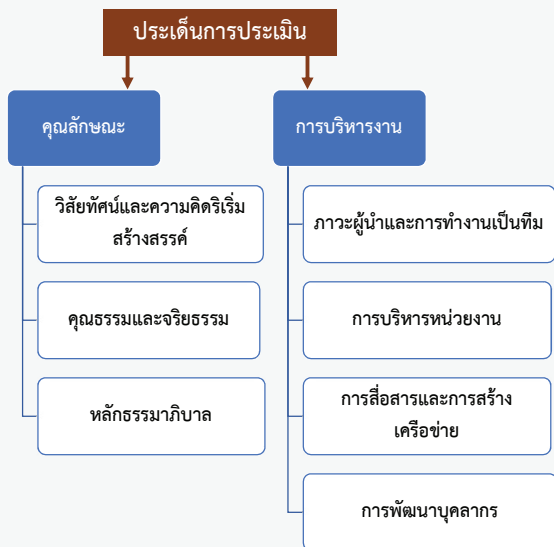 ประเด็นการประเมิน
คุณลักษณะ
วิสัยทัศน์และความคิดริเริ่ม
สร้างสรรค์
คุณธรรมและจริยธรรม
หลักธรรมาภิบาล
การบริหารงาน
ภาวะผู้นำและการทำงานเป็นทีม
การบริหารหน่วยงาน
การสื่อสารและการสร้าง
เครือข่าย
การพัฒนาบุคลากร